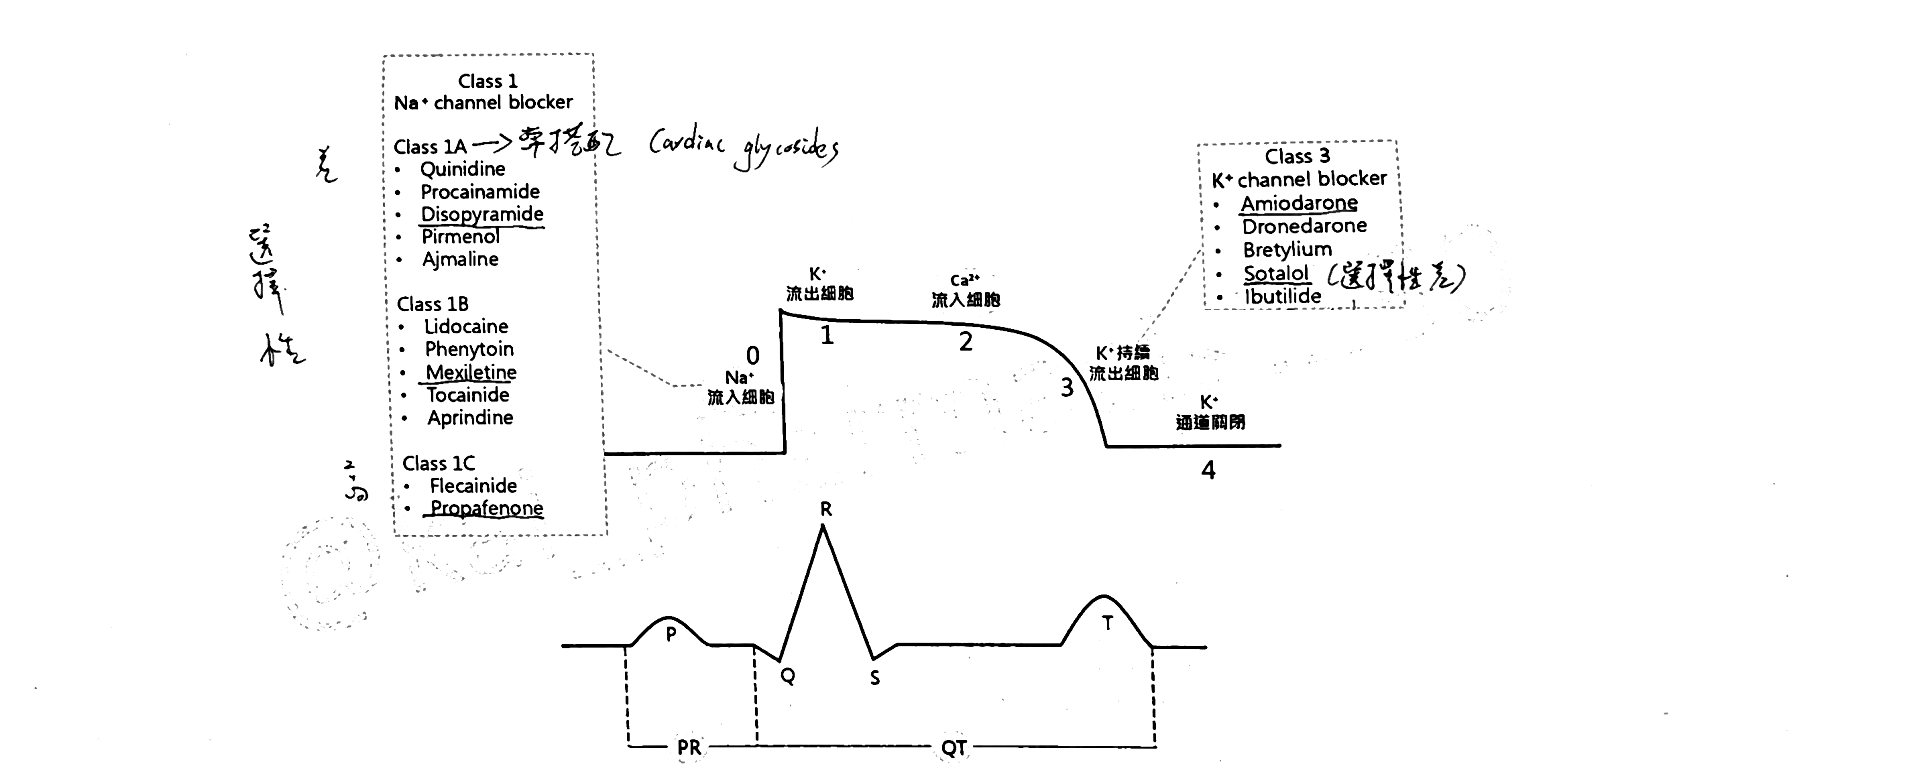 Class 1
Na⁺ channel blocker
Class 1A → 常搭配 Cardiac glycosides
• Quinidine
• Procainamide
• Disopyramide
• Pirmenol
• Ajmaline
Class 1B
• Lidocaine
• Phenytoin
• Mexiletine
• Tocainide
• Aprindine
Class 1C
• Flecainide
• Propafenone
差
選擇性
Class 3
K⁺ channel blocker
• Amiodarone
• Dronedarone
• Bretylium
• Sotalol (選擇性差)
• Ibutilide
0
Na⁺
流入細胞
K⁺
流出細胞
1
Ca²⁺
流入細胞
2
K⁺持續
流出細胞
3
K⁺
通道關閉
4
R
P
Q
S
T
PR
QT